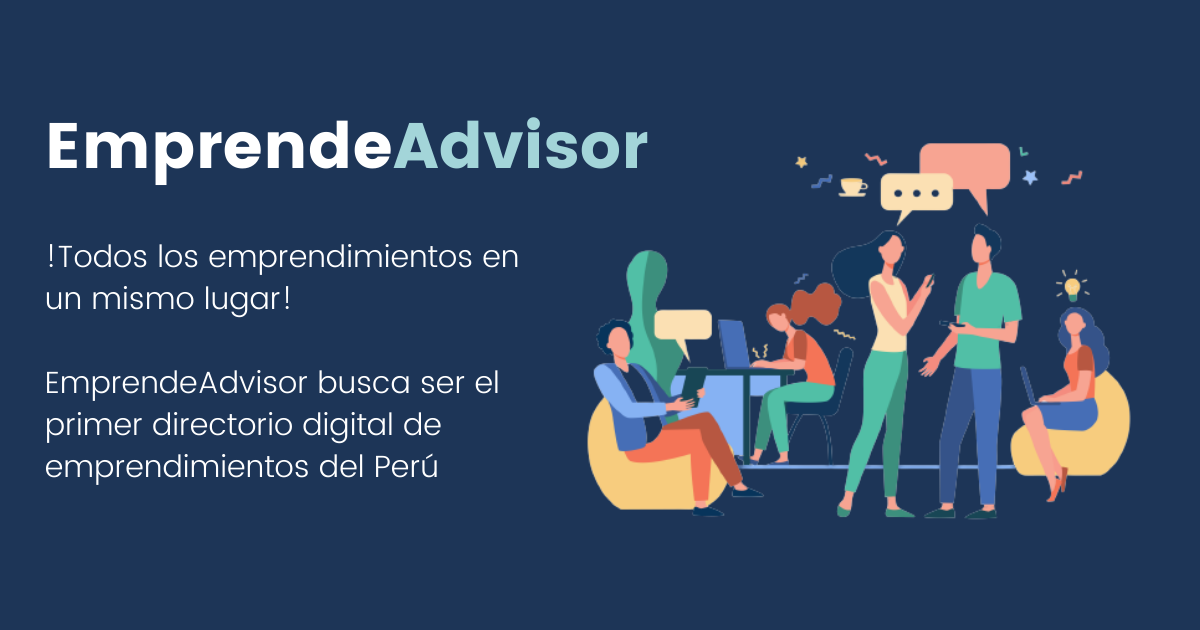 EmprendeAdvisor
!Todos los emprendimientos en
un mismo lugar!
EmprendeAdvisor busca ser el
primer directorio digital de
emprendimientos del Perú